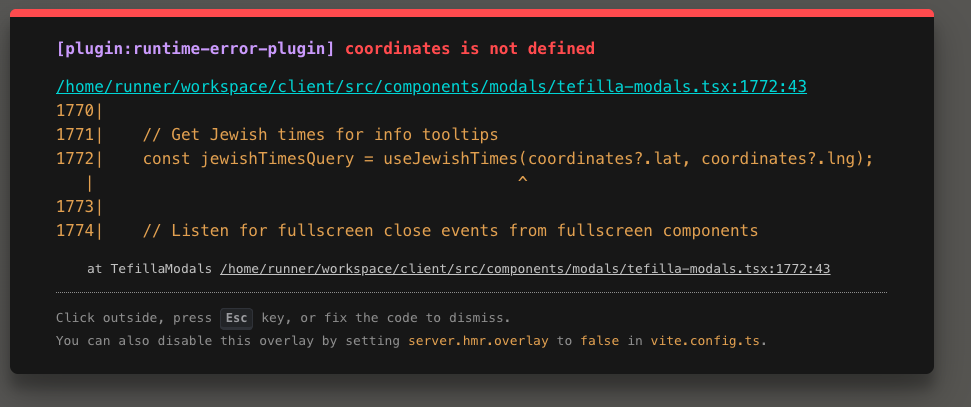 [plugin:runtime-error-plugin] coordinates is not defined
/home/runner/workspace/client/src/components/modals/tefilla-modals.tsx:1772:43
1770|
1771|    // Get Jewish times for info tooltips
1772|    const jewishTimesQuery = useJewishTimes(coordinates?.lat, coordinates?.lng);
   |                                            ^
1773|
1774|    // Listen for fullscreen close events from fullscreen components
at TefillaModals /home/runner/workspace/client/src/components/modals/tefilla-modals.tsx:1772:43
Click outside, press Esc key, or fix the code to dismiss.
You can also disable this overlay by setting server.hmr.overlay to false in vite.config.ts.